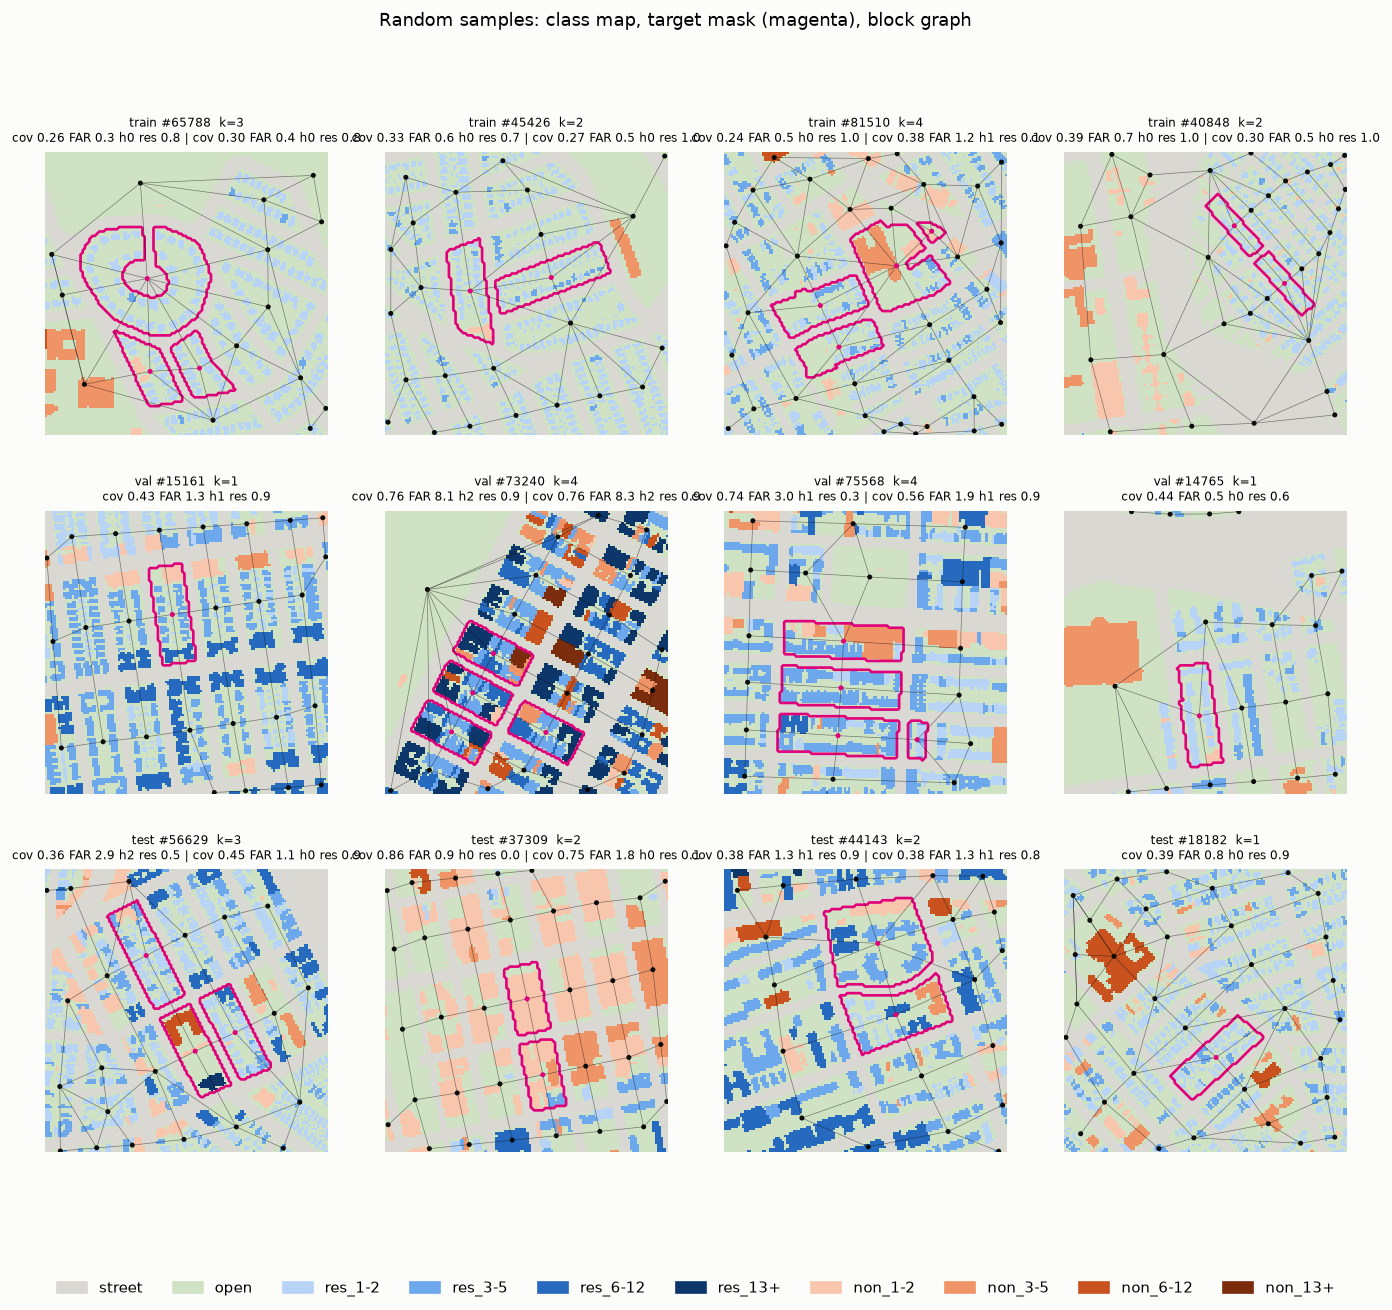 Random samples: class map, target mask (magenta), block graph
train #65788  k=3
cov 0.26 FAR 0.3 h0 res 0.8 | cov 0.30 FAR 0.4 h0 res 0.8
train #45426  k=2
cov 0.33 FAR 0.6 h0 res 0.7 | cov 0.27 FAR 0.5 h0 res 1.0
train #81510  k=4
cov 0.24 FAR 0.5 h0 res 1.0 | cov 0.38 FAR 1.2 h1 res 0.1
train #40848  k=2
cov 0.39 FAR 0.7 h0 res 1.0 | cov 0.30 FAR 0.5 h0 res 1.0
val #15161  k=1
cov 0.43 FAR 1.3 h1 res 0.9
val #73240  k=4
cov 0.76 FAR 8.1 h2 res 0.9 | cov 0.76 FAR 8.3 h2 res 0.9
val #75568  k=4
cov 0.74 FAR 3.0 h1 res 0.3 | cov 0.56 FAR 1.9 h1 res 0.9
val #14765  k=1
cov 0.44 FAR 0.5 h0 res 0.6
test #56629  k=3
cov 0.36 FAR 2.9 h2 res 0.5 | cov 0.45 FAR 1.1 h0 res 0.9
test #37309  k=2
cov 0.86 FAR 0.9 h0 res 0.0 | cov 0.75 FAR 1.8 h0 res 0.1
test #44143  k=2
cov 0.38 FAR 1.3 h1 res 0.9 | cov 0.38 FAR 1.3 h1 res 0.8
test #18182  k=1
cov 0.39 FAR 0.8 h0 res 0.9
street open res_1-2 res_3-5 res_6-12 res_13+ non_1-2 non_3-5 non_6-12 non_13+